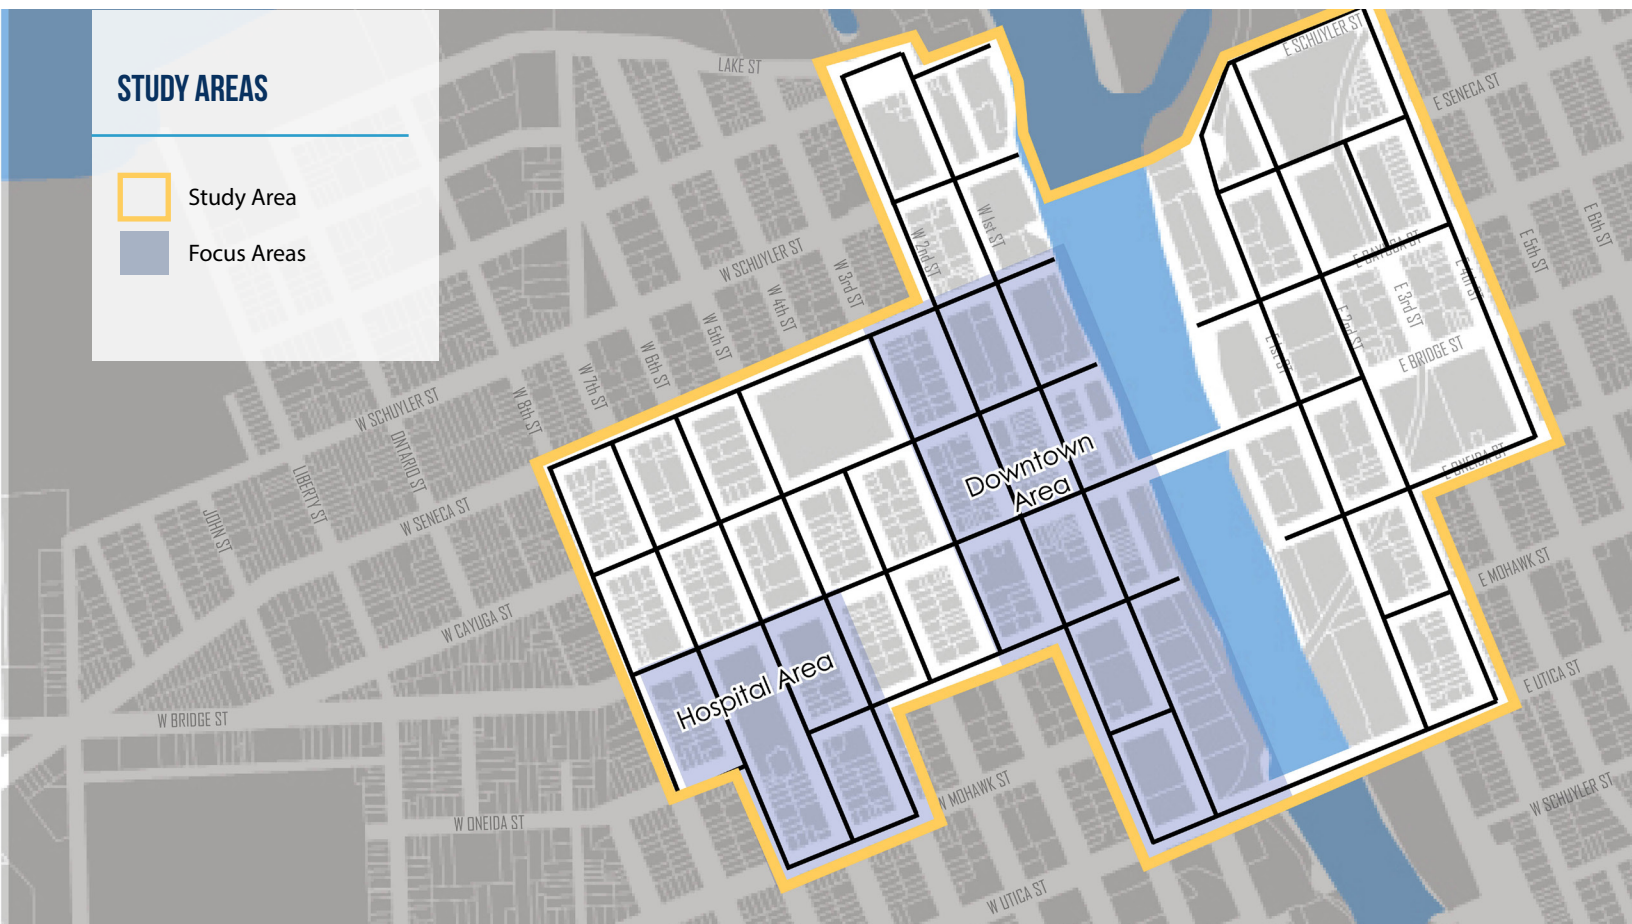 STUDY AREAS
Study Area
Focus Areas
LAKE ST
E SCHUYLER ST
E SENECA ST
W SCHUYLER ST
W 1st ST
W 2nd ST
W 3rd ST
W 4th ST
W 5th ST
W 6th ST
W 7th ST
W 8th ST
E CAYUGA ST
E 1st ST
E 2nd ST
E 3rd ST
E 4th ST
E 5th ST
E 6th ST
E BRIDGE ST
W SCHUYLER ST
ONTARIO ST
LIBERTY ST
JOHN ST
W SENECA ST
Downtown
Area
E ONEIDA ST
W CAYUGA ST
E MOHAWK ST
Hospital Area
E UTICA ST
W BRIDGE ST
W MOHAWK ST
W SCHUYLER ST
W ONEIDA ST
W UTICA ST